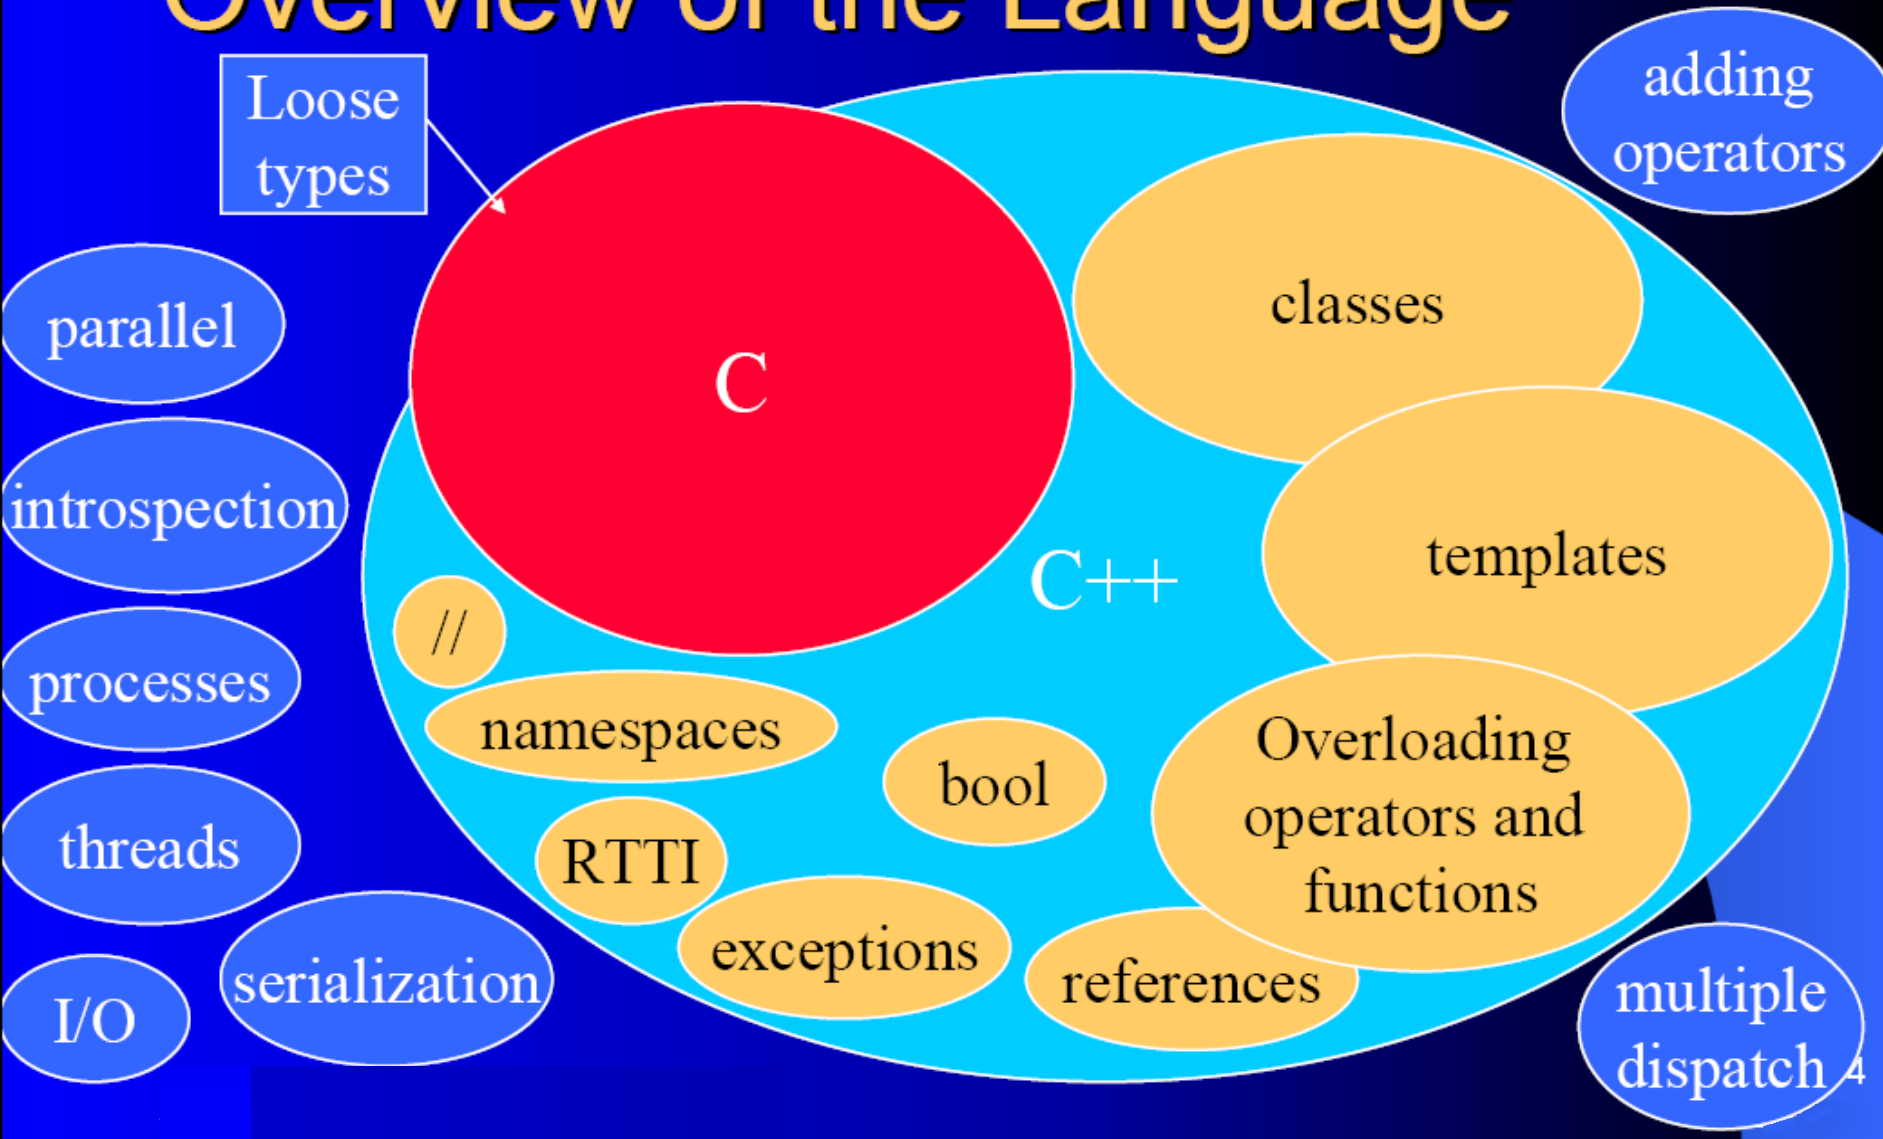 Overview of the Language
Loose
types
adding
operators
parallel
introspection
processes
threads
I/O
serialization
C
C++
classes
templates
Overloading
operators and
functions
//
namespaces
bool
RTTI
exceptions
references
multiple
dispatch
4